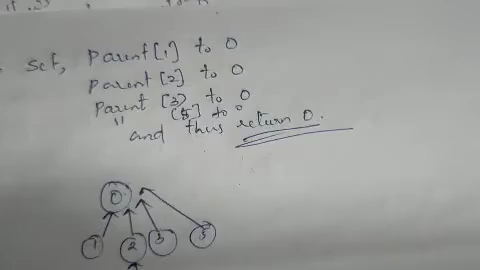 set, parent[1] to 0
parent[2] to 0
parent [3] to 0
" [5] to 0
and thus return 0.
0
1 2 3 5